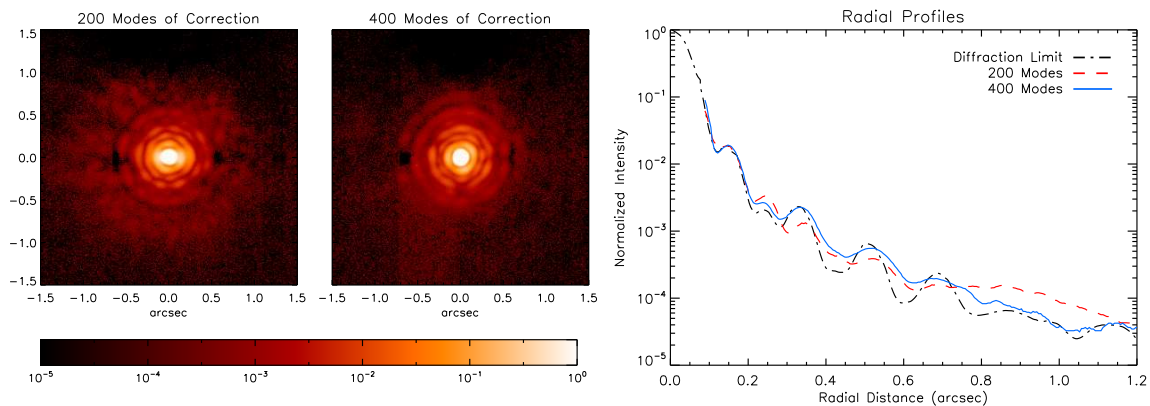 200 Modes of Correction
400 Modes of Correction
1.5
1.0
0.5
0.0
−0.5
−1.0
−1.5
−1.5 −1.0 −0.5 0.0 0.5 1.0 1.5
arcsec
−1.5 −1.0 −0.5 0.0 0.5 1.0 1.5
arcsec
10^-5 10^-4 10^-3 10^-2 10^-1 10^0
Radial Profiles
Normalized Intensity
10^0
10^-1
10^-2
10^-3
10^-4
10^-5
Diffraction Limit
200 Modes
400 Modes
0.0 0.2 0.4 0.6 0.8 1.0 1.2
Radial Distance (arcsec)